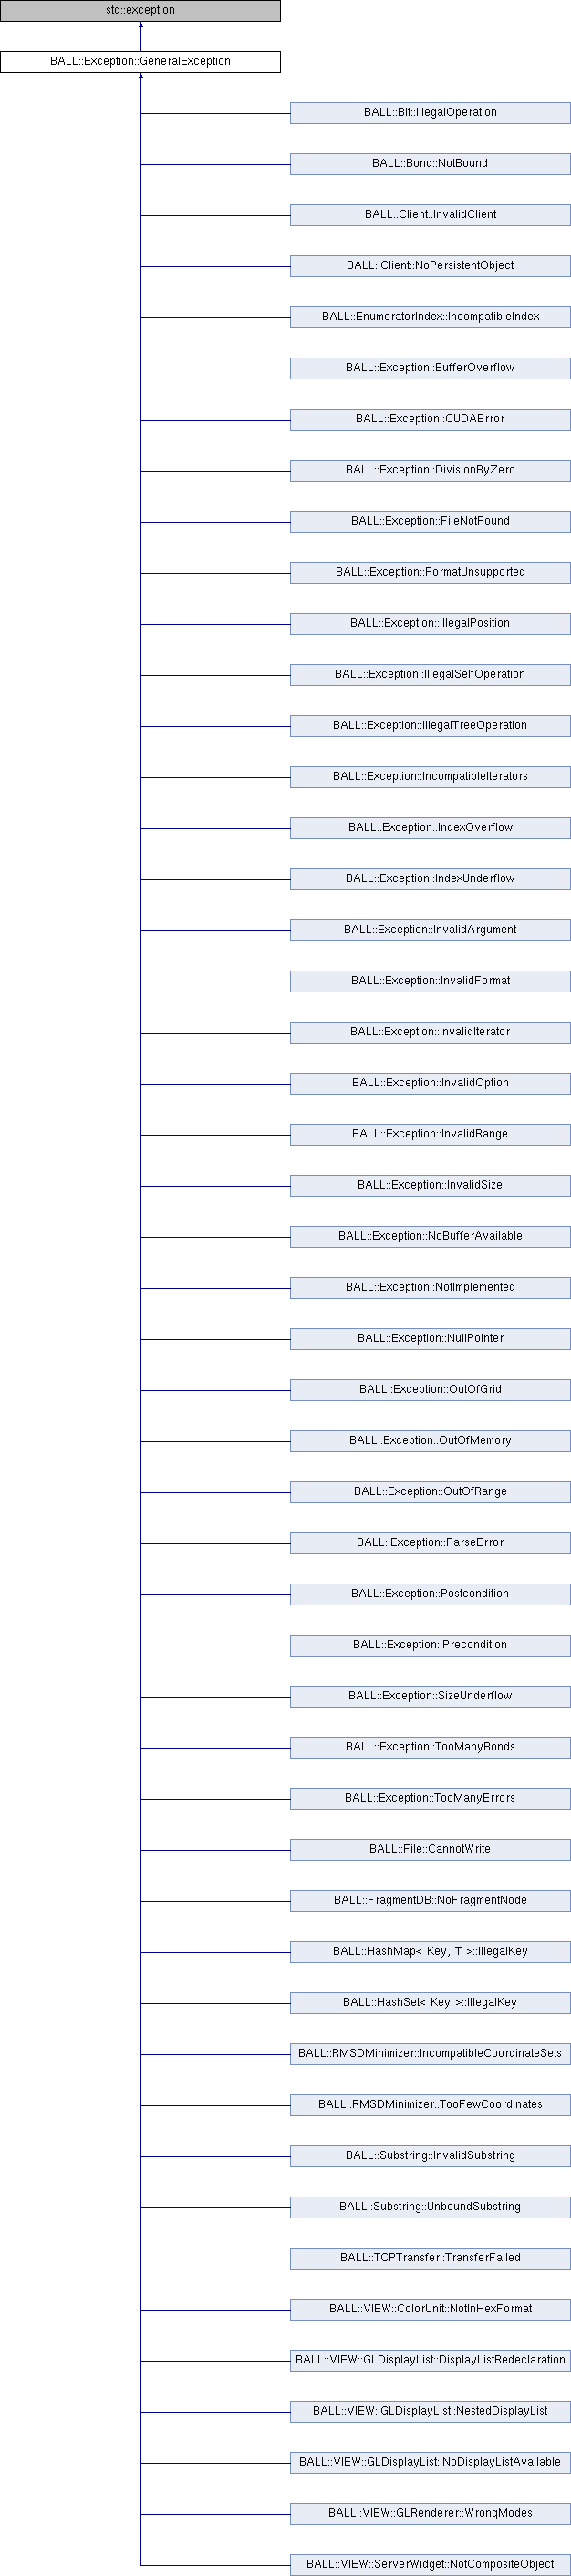 std::exception
BALL::Exception::GeneralException
BALL::Bit::IllegalOperation
BALL::Bond::NotBound
BALL::Client::InvalidClient
BALL::Client::NoPersistentObject
BALL::EnumeratorIndex::IncompatibleIndex
BALL::Exception::BufferOverflow
BALL::Exception::CUDAError
BALL::Exception::DivisionByZero
BALL::Exception::FileNotFound
BALL::Exception::FormatUnsupported
BALL::Exception::IllegalPosition
BALL::Exception::IllegalSelfOperation
BALL::Exception::IllegalTreeOperation
BALL::Exception::IncompatibleIterators
BALL::Exception::IndexOverflow
BALL::Exception::IndexUnderflow
BALL::Exception::InvalidArgument
BALL::Exception::InvalidFormat
BALL::Exception::InvalidIterator
BALL::Exception::InvalidOption
BALL::Exception::InvalidRange
BALL::Exception::InvalidSize
BALL::Exception::NoBufferAvailable
BALL::Exception::NotImplemented
BALL::Exception::NullPointer
BALL::Exception::OutOfGrid
BALL::Exception::OutOfMemory
BALL::Exception::OutOfRange
BALL::Exception::ParseError
BALL::Exception::Postcondition
BALL::Exception::Precondition
BALL::Exception::SizeUnderflow
BALL::Exception::TooManyBonds
BALL::Exception::TooManyErrors
BALL::File::CannotWrite
BALL::FragmentDB::NoFragmentNode
BALL::HashMap< Key, T >::IllegalKey
BALL::HashSet< Key >::IllegalKey
BALL::RMSDMinimizer::IncompatibleCoordinateSets
BALL::RMSDMinimizer::TooFewCoordinates
BALL::Substring::InvalidSubstring
BALL::Substring::UnboundSubstring
BALL::TCPTransfer::TransferFailed
BALL::VIEW::ColorUnit::NotInHexFormat
BALL::VIEW::GLDisplayList::DisplayListRedeclaration
BALL::VIEW::GLDisplayList::NestedDisplayList
BALL::VIEW::GLDisplayList::NoDisplayListAvailable
BALL::VIEW::GLRenderer::WrongModes
BALL::VIEW::ServerWidget::NotCompositeObject